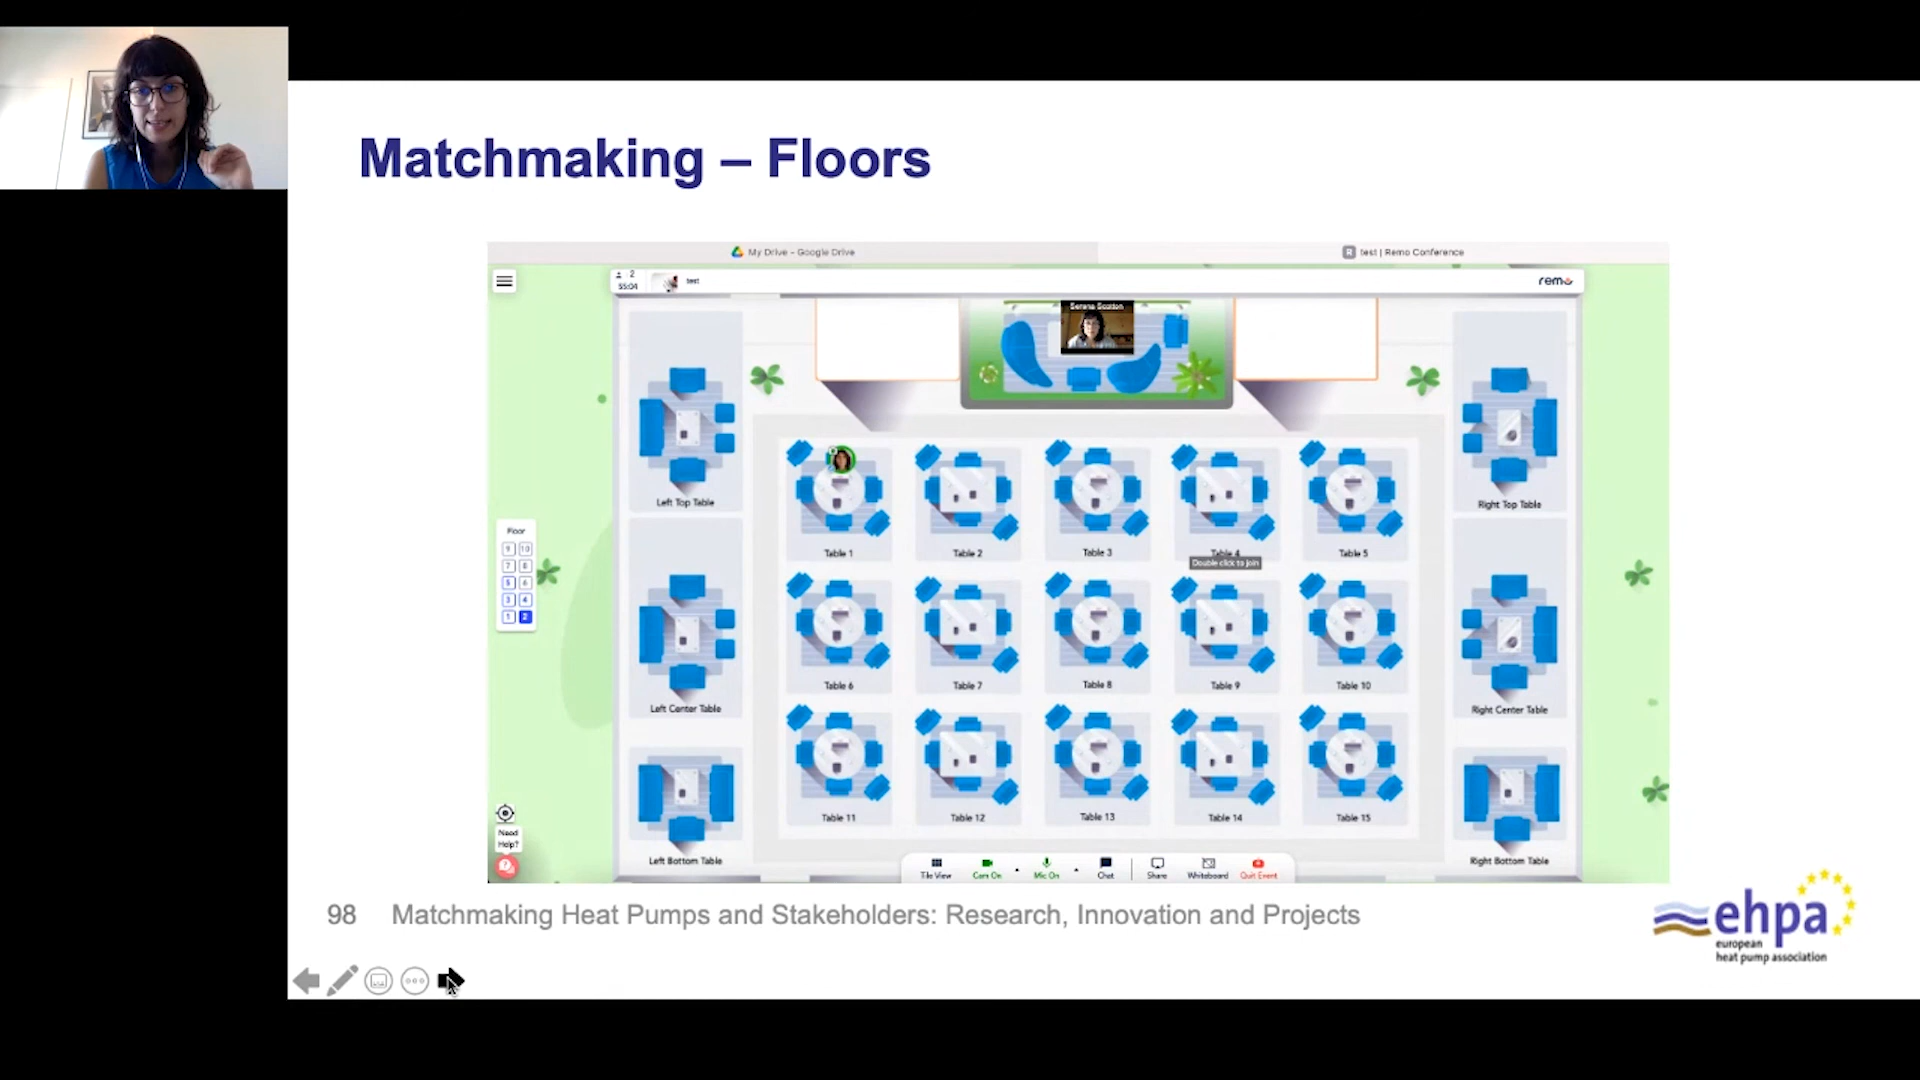 Matchmaking – Floors
My Drive - Google Drive
R test | Remo Conference
2
55:04
test
remo
Serena Scotton
Left Top Table
Right Top Table
Table 1
Table 2
Table 3
Table 4
Table 5
Double click to join
Floor
9 10
7 8
5 6
3 4
1 2
Table 6
Table 7
Table 8
Table 9
Table 10
Left Center Table
Right Center Table
Table 11
Table 12
Table 13
Table 14
Table 15
Need
Help?
Left Bottom Table
Right Bottom Table
Tile View
Cam On
Mic On
Chat
Share
Whiteboard
Quit Event
98 Matchmaking Heat Pumps and Stakeholders: Research, Innovation and Projects
ehpa
european
heat pump association